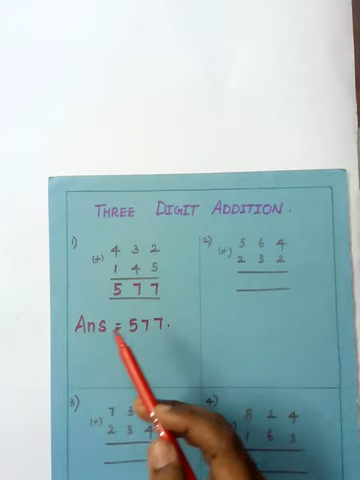 THREE DIGIT ADDITION.
1)
4 3 2
(+)
1 4 5
5 7 7
Ans = 577.
2)
5 6 4
(+)
2 3 2
3)
7 3
(+)
2 3 4
4)
8 2 4
1 6 3